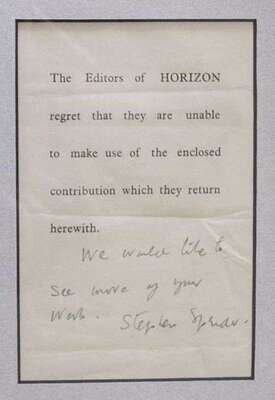 The Editors of HORIZON
regret that they are unable
to make use of the enclosed
contribution which they return
herewith.
We would like to
see more of your
work. Stephen Spender.